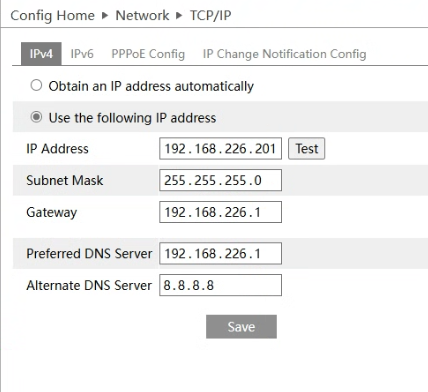 Config Home ▶ Network ▶ TCP/IP
IPv4 IPv6 PPPoE Config IP Change Notification Config
Obtain an IP address automatically
Use the following IP address
IP Address 192.168.226.201 Test
Subnet Mask 255.255.255.0
Gateway 192.168.226.1
Preferred DNS Server 192.168.226.1
Alternate DNS Server 8.8.8.8
Save